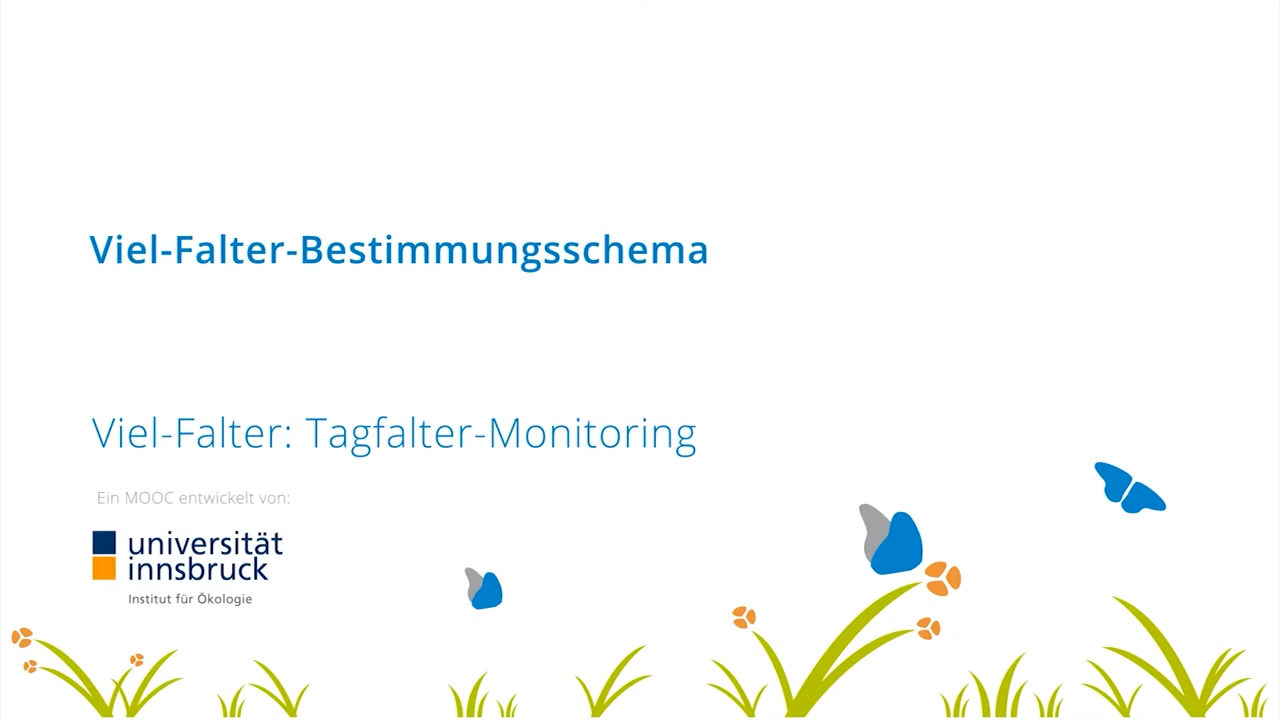 Viel-Falter-Bestimmungsschema
Viel-Falter: Tagfalter-Monitoring
Ein MOOC entwickelt von:
universität
innsbruck
Institut für Ökologie